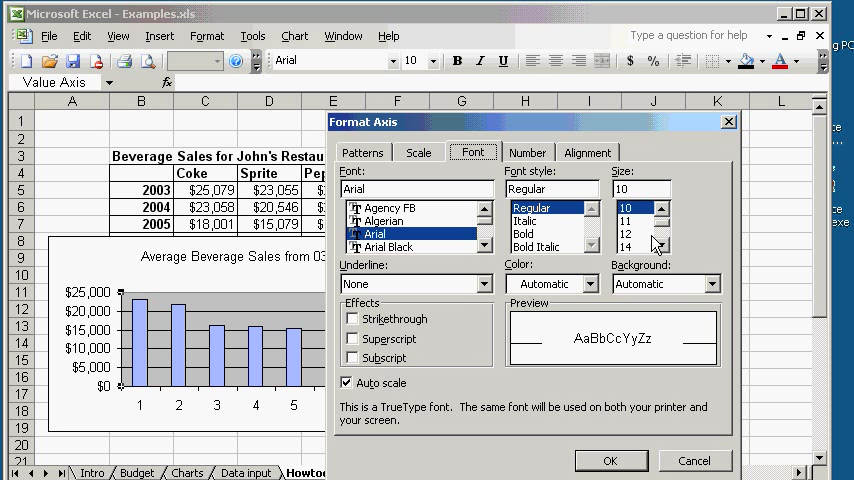 Microsoft Excel - Examples.xls
File Edit View Insert Format Tools Chart Window Help Type a question for help
Arial 10 B I U $ %
Value Axis fx
A B C D E F G H I J K L
1
2
3 Beverage Sales for John's Restau
4 Coke Sprite Pep
5 2003 $25,079 $23,055 $2
6 2004 $23,058 $20,546 $
7 2005 $18,001 $15,079 $
8
9 Average Beverage Sales from 03
10
11
12
13
14
15
16
17
18
19
20
21
$25,000
$20,000
$15,000
$10,000
$5,000
$0
1 2 3 4 5
Intro Budget Charts Data input Howto
Format Axis
Patterns Scale Font Number Alignment
Font: Font style: Size:
Arial Regular 10
Agency FB Regular 10
Algerian Italic 11
Arial Bold 12
Arial Black Bold Italic 14
Underline: Color: Background:
None Automatic Automatic
Effects Preview
Strikethrough
Superscript AaBbCcYyZz
Subscript
Auto scale
This is a TrueType font. The same font will be used on both your printer and
your screen.
OK Cancel
g PC
ce
ce
exe